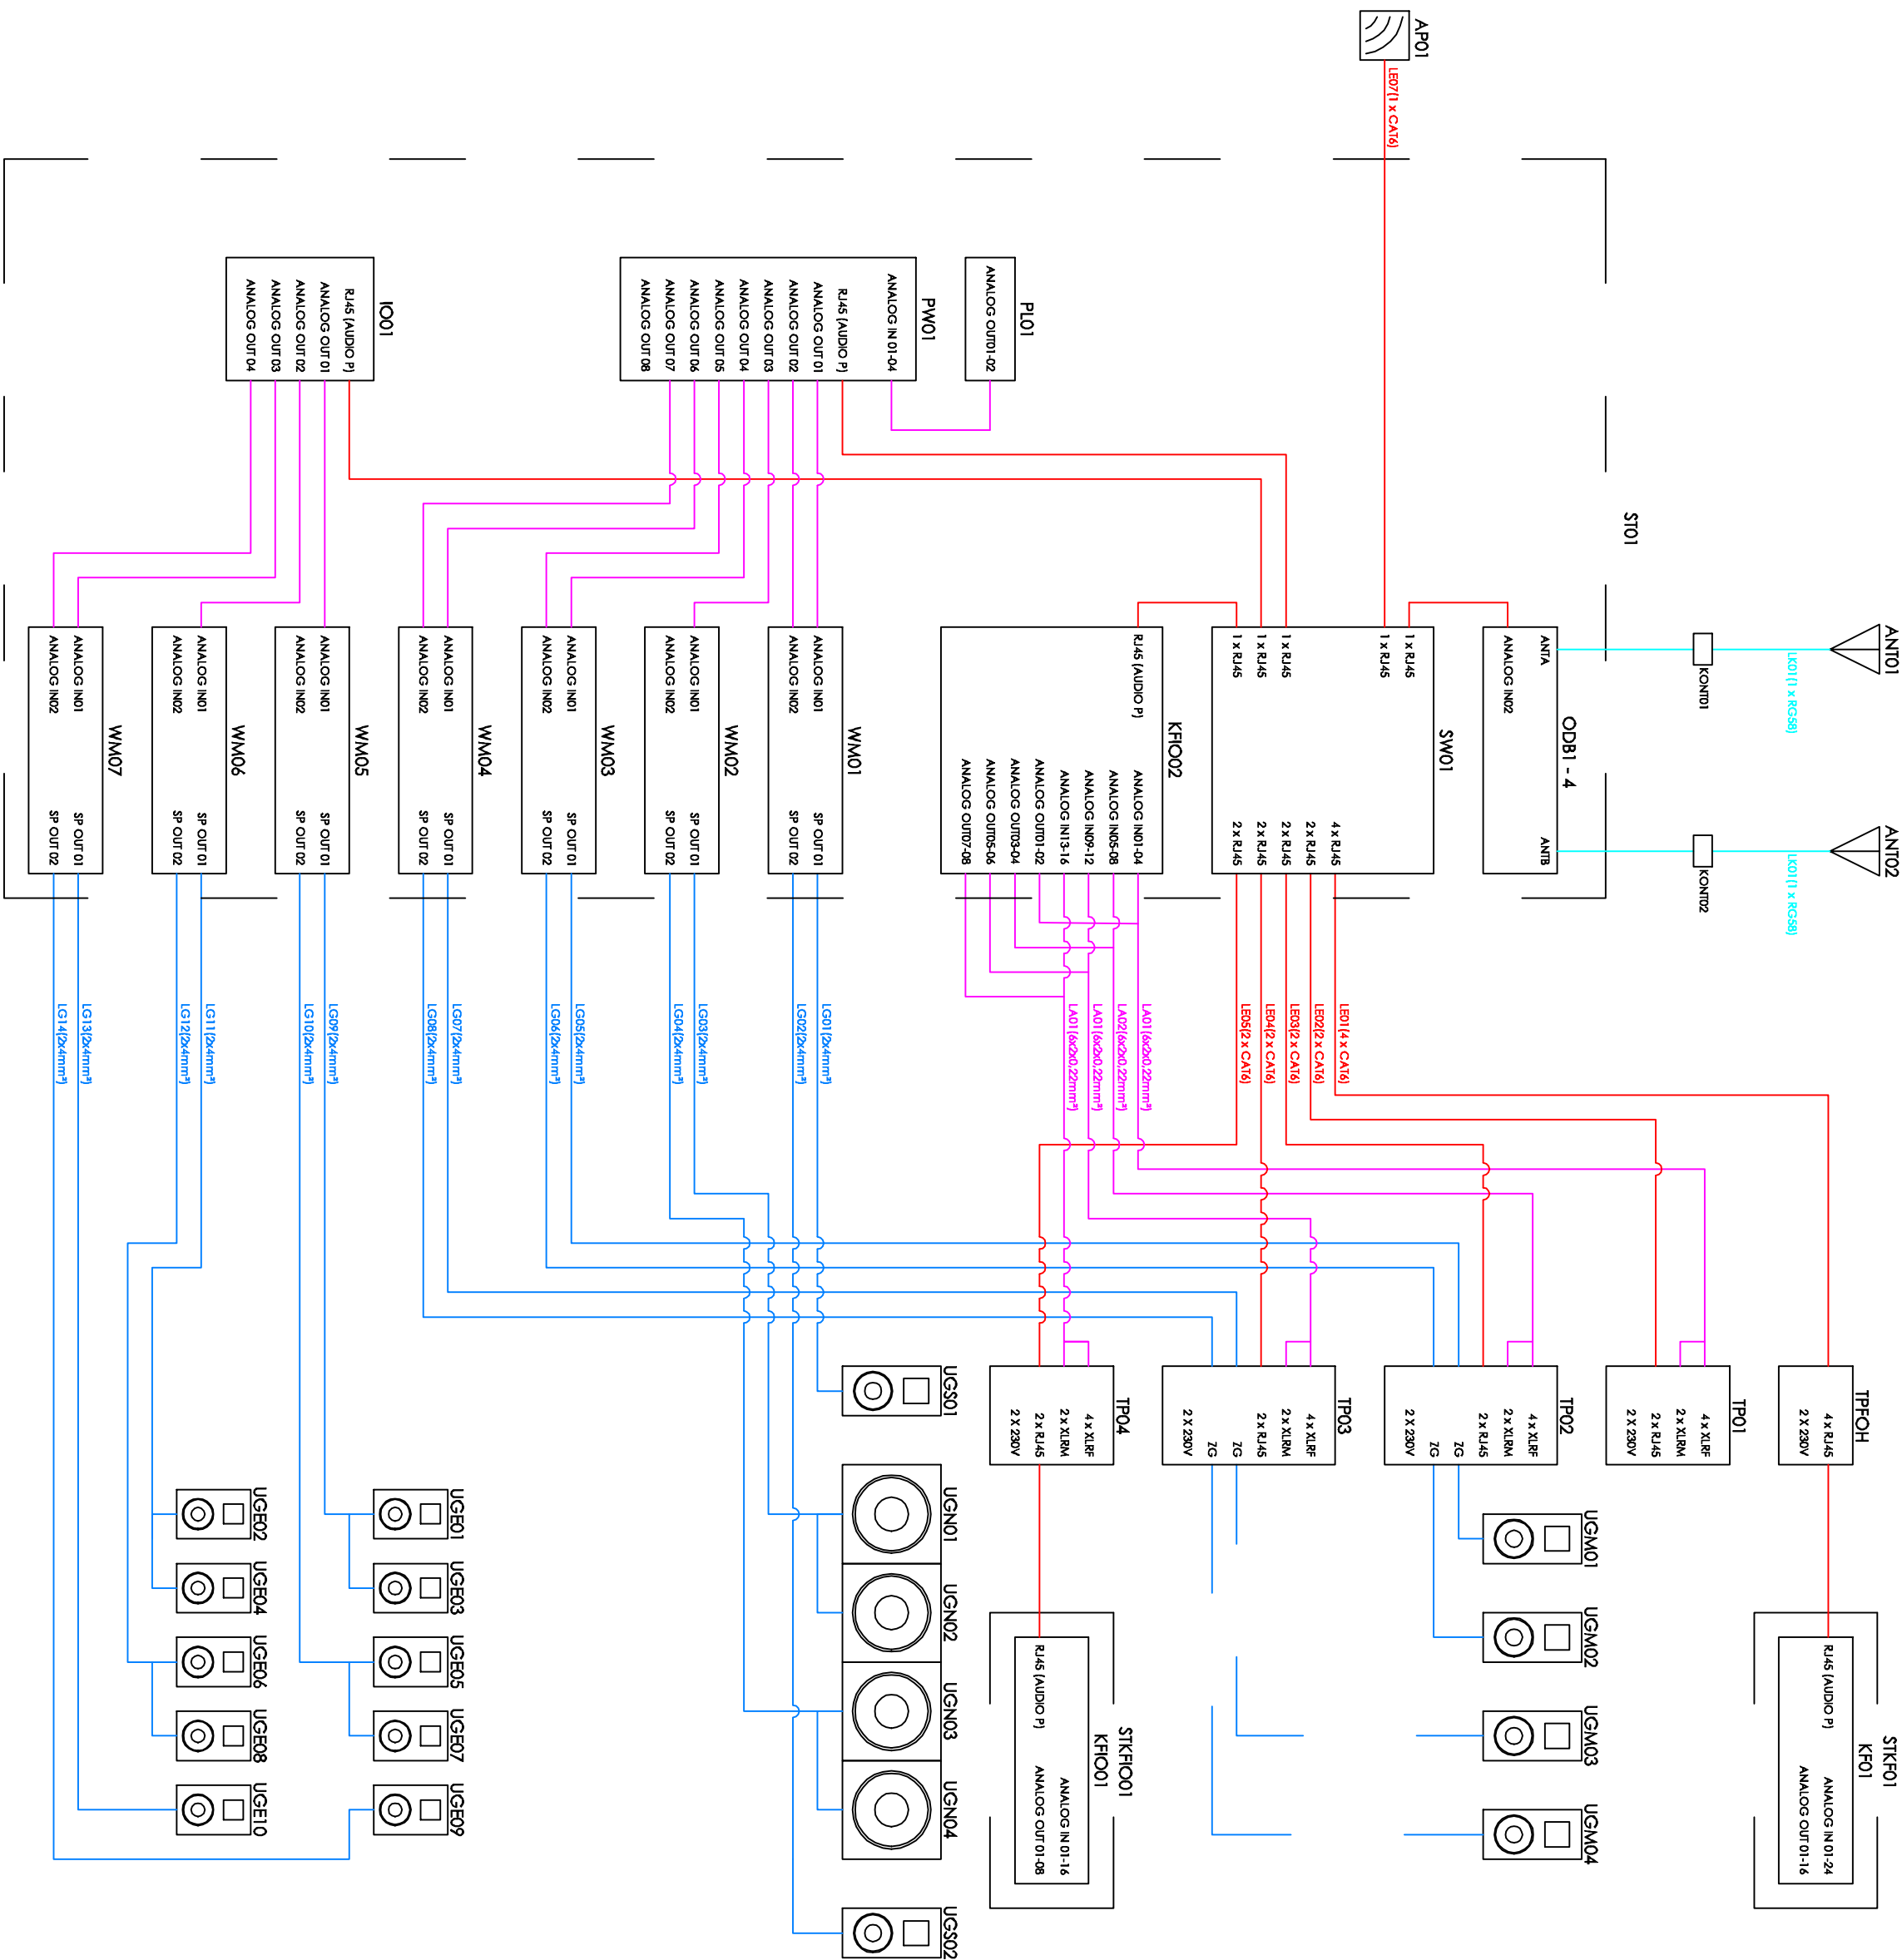 ANT01
ANT02
LK01(1 x RG58)
LK01(1 x RG58)
KONT01
KONT02
ST01
AP01
LE07(1 x CAT6)
ODB1 - 4
ANTA
ANTB
ANALOG IN02
SW01
1 x RJ45
1 x RJ45
1 x RJ45
1 x RJ45
1 x RJ45
4 x RJ45
2 x RJ45
2 x RJ45
2 x RJ45
2 x RJ45
LE01(4 x CAT6)
LE02(2 x CAT6)
LE03(2 x CAT6)
LE04(2 x CAT6)
LE05(2 x CAT6)
KFIO02
RJ45 (AUDIO P)
ANALOG IN01-04
ANALOG IN05-08
ANALOG IN09-12
ANALOG IN13-16
ANALOG OUT01-02
ANALOG OUT03-04
ANALOG OUT05-06
ANALOG OUT07-08
LA01(6x2x0,22mm²)
LA02(6x2x0,22mm²)
LA01(6x2x0,22mm²)
LA01(6x2x0,22mm²)
PL01
ANALOG OUT01-02
PW01
ANALOG IN 01-04
RJ45 (AUDIO P)
ANALOG OUT 01
ANALOG OUT 02
ANALOG OUT 03
ANALOG OUT 04
ANALOG OUT 05
ANALOG OUT 06
ANALOG OUT 07
ANALOG OUT 08
IO01
RJ45 (AUDIO P)
ANALOG OUT 01
ANALOG OUT 02
ANALOG OUT 03
ANALOG OUT 04
WM01
ANALOG IN01
ANALOG IN02
SP OUT 01
SP OUT 02
LG01(2x4mm²)
LG02(2x4mm²)
WM02
ANALOG IN01
ANALOG IN02
SP OUT 01
SP OUT 02
LG03(2x4mm²)
LG04(2x4mm²)
WM03
ANALOG IN01
ANALOG IN02
SP OUT 01
SP OUT 02
LG05(2x4mm²)
LG06(2x4mm²)
WM04
ANALOG IN01
ANALOG IN02
SP OUT 01
SP OUT 02
LG07(2x4mm²)
LG08(2x4mm²)
WM05
ANALOG IN01
ANALOG IN02
SP OUT 01
SP OUT 02
LG09(2x4mm²)
LG10(2x4mm²)
WM06
ANALOG IN01
ANALOG IN02
SP OUT 01
SP OUT 02
LG11(2x4mm²)
LG12(2x4mm²)
WM07
ANALOG IN01
ANALOG IN02
SP OUT 01
SP OUT 02
LG13(2x4mm²)
LG14(2x4mm²)
TPFOH
4 x RJ45
2 X 230V
STKF01
KF01
RJ45 (AUDIO P)
ANALOG IN 01-24
ANALOG OUT 01-16
TP01
4 x XLRF
2 x XLRM
2 x RJ45
2 X 230V
TP02
4 x XLRF
2 x XLRM
2 x RJ45
ZG
ZG
2 X 230V
UGM01
UGM02
UGM03
UGM04
TP03
4 x XLRF
2 x XLRM
2 x RJ45
ZG
ZG
2 X 230V
TP04
4 x XLRF
2 x XLRM
2 x RJ45
2 X 230V
STKFIO01
KFIO01
RJ45 (AUDIO P)
ANALOG IN 01-16
ANALOG OUT 01-08
UGS01
UGN01
UGN02
UGN03
UGN04
UGS02
UGE01
UGE03
UGE05
UGE07
UGE09
UGE02
UGE04
UGE06
UGE08
UGE10